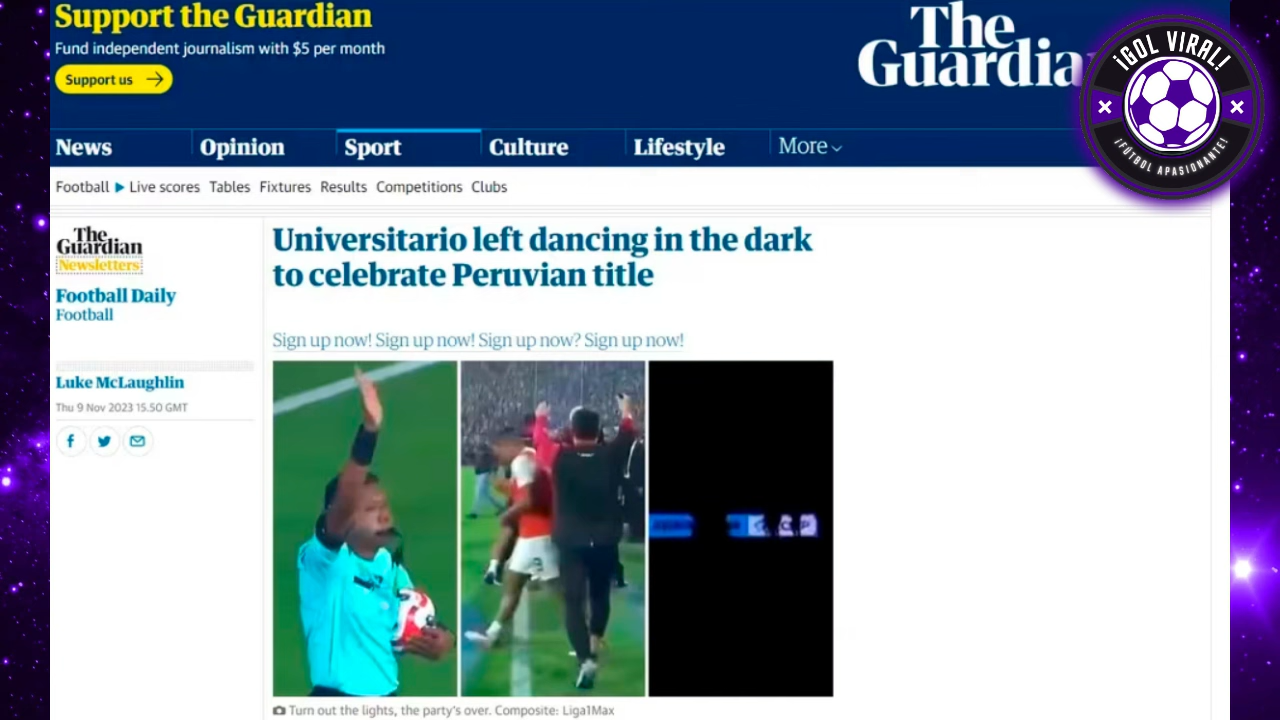 Support the Guardian
Fund independent journalism with $5 per month
Support us
The
Guardia
¡GOL VIRAL!
¡FÚTBOL APASIONANTE!
News
Opinion
Sport
Culture
Lifestyle
More
Football
Live scores
Tables
Fixtures
Results
Competitions
Clubs
The
Guardian
Newsletters
Football Daily
Football
Universitario left dancing in the dark
to celebrate Peruvian title
Sign up now! Sign up now! Sign up now? Sign up now!
Luke McLaughlin
Thu 9 Nov 2023 15.50 GMT
Turn out the lights, the party's over. Composite: Liga1Max